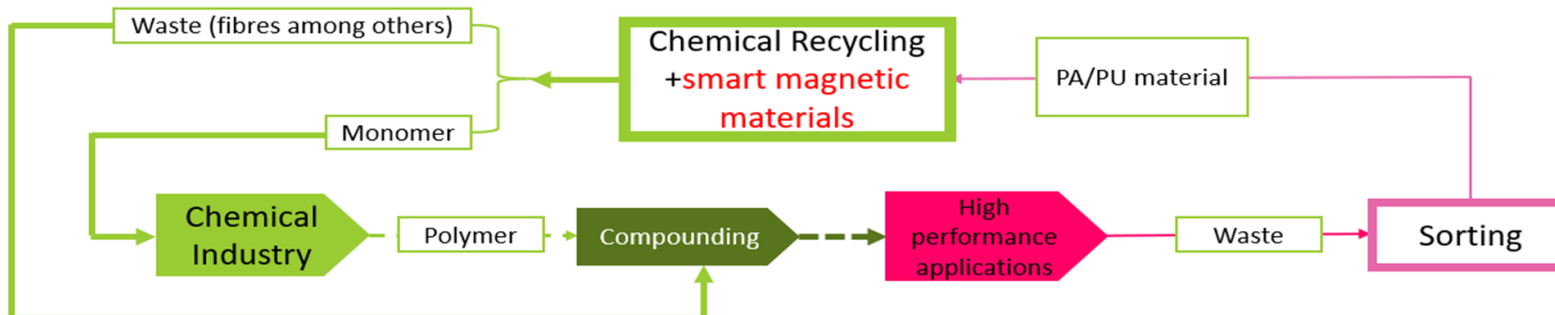 Waste (fibres among others)
Chemical Recycling
+smart magnetic
materials
PA/PU material
Monomer
Chemical
Industry
Polymer
Compounding
High
performance
applications
Waste
Sorting